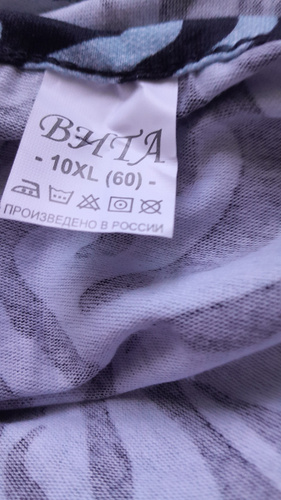 ВИТА
- 10XL (60) -
ПРОИЗВЕДЕНО В РОССИИ